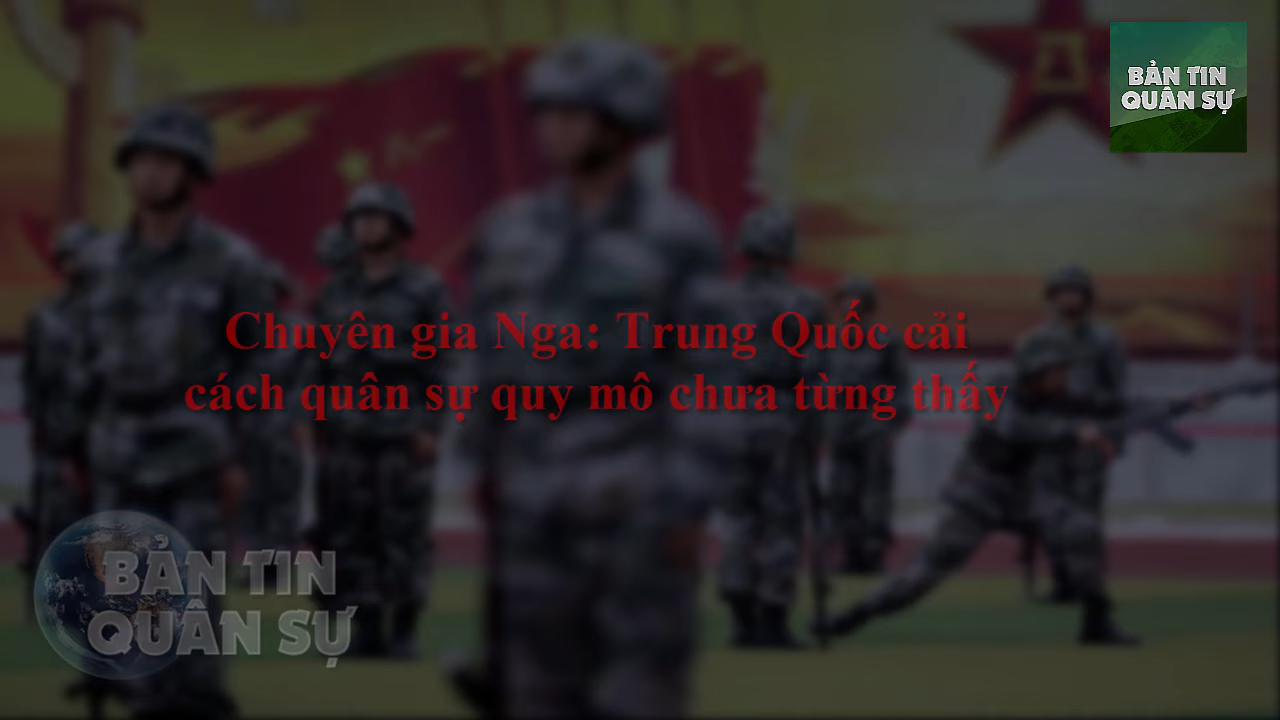 BẢN TIN
QUÂN SỰ
Chuyên gia Nga: Trung Quốc cải
cách quân sự quy mô chưa từng thấy
BẢN TIN
QUÂN SỰ